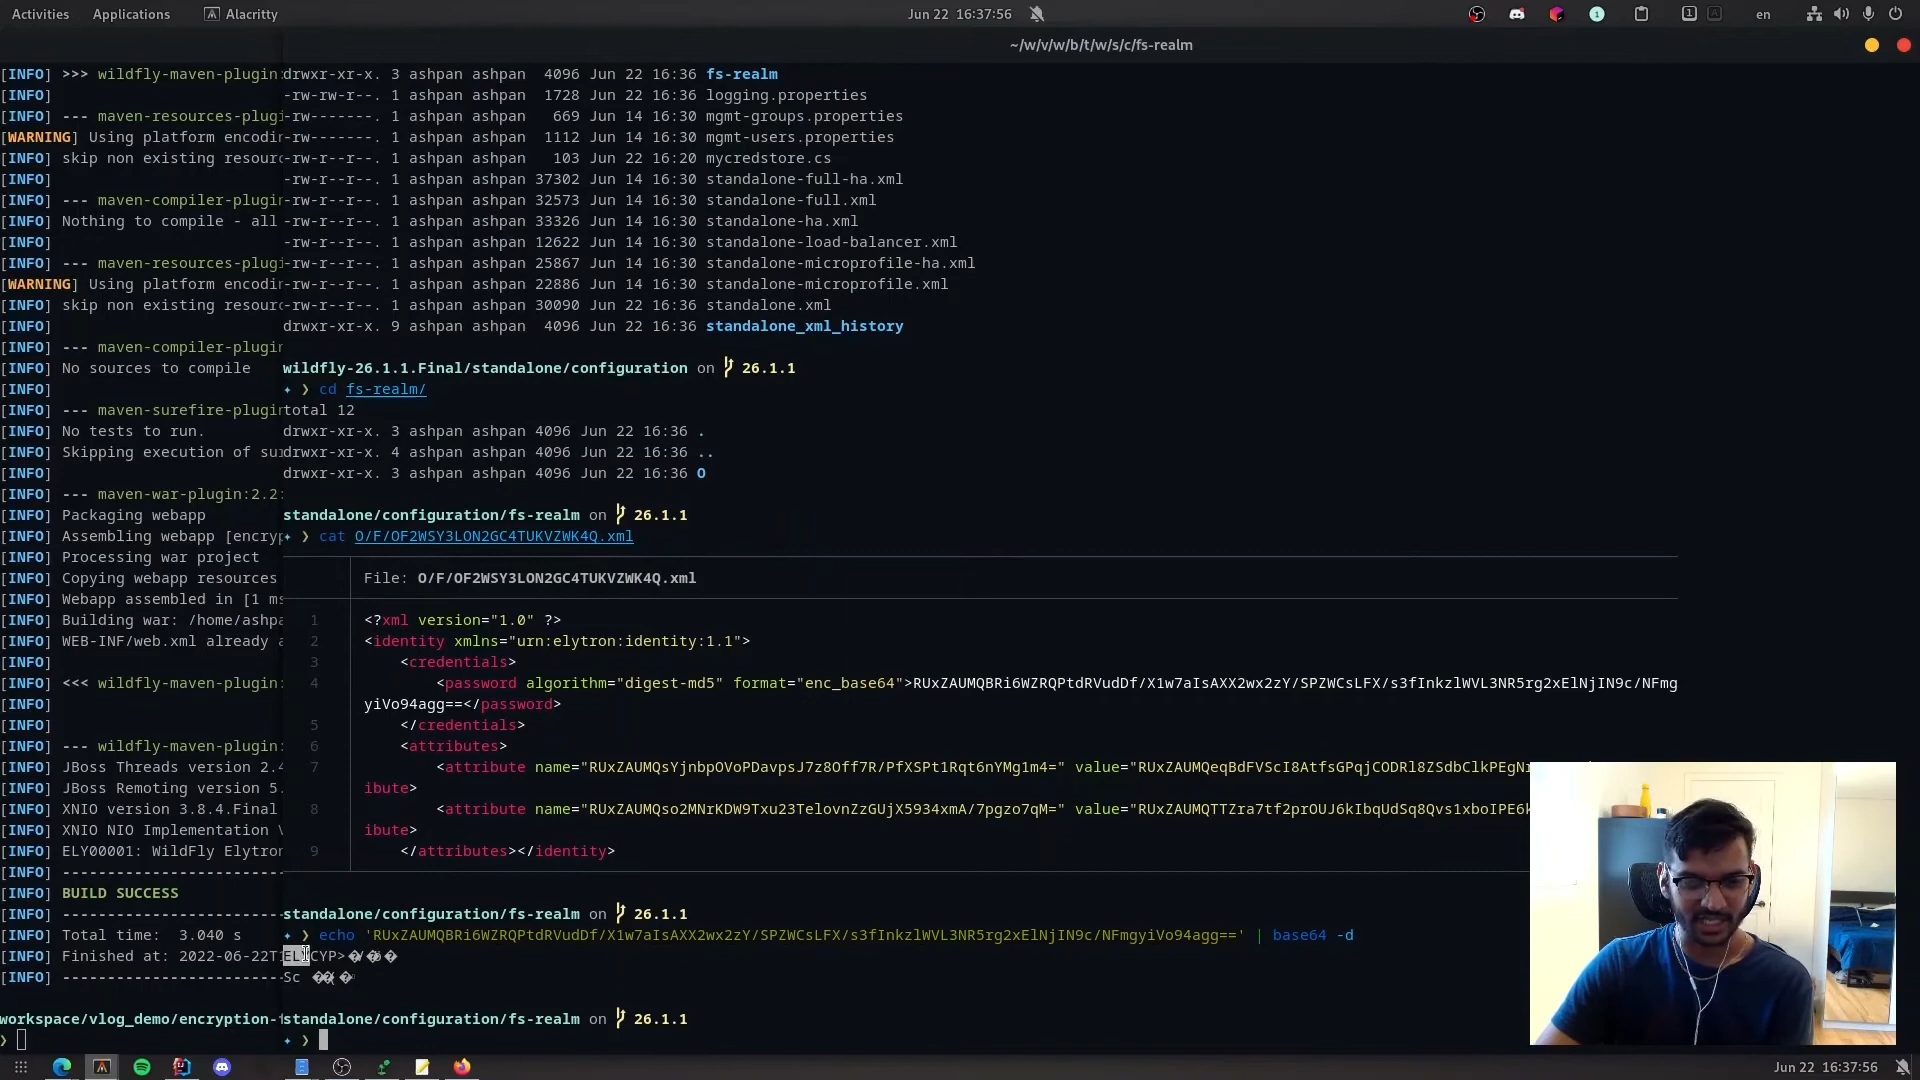 Activities Applications Alacritty Jun 22 16:37:56 1 en
~/w/v/w/b/t/w/s/c/fs-realm
[INFO] >>> wildfly-maven-plugin:
[INFO]
[INFO] --- maven-resources-plugi
[WARNING] Using platform encodin
[INFO] skip non existing resourc
[INFO]
[INFO] --- maven-compiler-plugin
[INFO] Nothing to compile - all
[INFO]
[INFO] --- maven-resources-plugi
[WARNING] Using platform encodin
[INFO] skip non existing resourc
[INFO]
[INFO] --- maven-compiler-plugin
[INFO] No sources to compile
[INFO]
[INFO] --- maven-surefire-plugin
[INFO] No tests to run.
[INFO] Skipping execution of sur
[INFO]
[INFO] --- maven-war-plugin:2.2:
[INFO] Packaging webapp
[INFO] Assembling webapp [encryp
[INFO] Processing war project
[INFO] Copying webapp resources
[INFO] Webapp assembled in [1 ms
[INFO] Building war: /home/ashpa
[INFO] WEB-INF/web.xml already a
[INFO]
[INFO] <<< wildfly-maven-plugin:
[INFO]
[INFO]
[INFO] --- wildfly-maven-plugin:
[INFO] JBoss Threads version 2.4
[INFO] JBoss Remoting version 5.
[INFO] XNIO version 3.8.4.Final
[INFO] XNIO NIO Implementation V
[INFO] ELY00001: WildFly Elytron
[INFO] ------------------------
[INFO] BUILD SUCCESS
[INFO] ------------------------
[INFO] Total time: 3.040 s
[INFO] Finished at: 2022-06-22T1
[INFO] ------------------------
workspace/vlog_demo/encryption-
❯
drwxr-xr-x. 3 ashpan ashpan 4096 Jun 22 16:36 fs-realm
-rw-rw-r--. 1 ashpan ashpan 1728 Jun 22 16:36 logging.properties
-rw-------. 1 ashpan ashpan 669 Jun 14 16:30 mgmt-groups.properties
-rw-------. 1 ashpan ashpan 1112 Jun 14 16:30 mgmt-users.properties
-rw-r--r--. 1 ashpan ashpan 103 Jun 22 16:20 mycredstore.cs
-rw-r--r--. 1 ashpan ashpan 37302 Jun 14 16:30 standalone-full-ha.xml
-rw-r--r--. 1 ashpan ashpan 32573 Jun 14 16:30 standalone-full.xml
-rw-r--r--. 1 ashpan ashpan 33326 Jun 14 16:30 standalone-ha.xml
-rw-r--r--. 1 ashpan ashpan 12622 Jun 14 16:30 standalone-load-balancer.xml
-rw-r--r--. 1 ashpan ashpan 25867 Jun 14 16:30 standalone-microprofile-ha.xml
-rw-r--r--. 1 ashpan ashpan 22886 Jun 14 16:30 standalone-microprofile.xml
-rw-r--r--. 1 ashpan ashpan 30090 Jun 22 16:36 standalone.xml
drwxr-xr-x. 9 ashpan ashpan 4096 Jun 22 16:36 standalone_xml_history
wildfly-26.1.1.Final/standalone/configuration on 26.1.1
✦ ❯ cd fs-realm/
total 12
drwxr-xr-x. 3 ashpan ashpan 4096 Jun 22 16:36 .
drwxr-xr-x. 4 ashpan ashpan 4096 Jun 22 16:36 ..
drwxr-xr-x. 3 ashpan ashpan 4096 Jun 22 16:36 O
standalone/configuration/fs-realm on 26.1.1
✦ ❯ cat O/F/OF2WSY3LON2GC4TUKVZWK4Q.xml
File: O/F/OF2WSY3LON2GC4TUKVZWK4Q.xml
1 <?xml version="1.0" ?>
2 <identity xmlns="urn:elytron:identity:1.1">
3 <credentials>
4 <password algorithm="digest-md5" format="enc_base64">RUxZAUMQBRi6WZRQPtdRVudDf/X1w7aIsAXX2wx2zY/SPZWCsLFX/s3fInkzlWVL3NR5rg2xElNjIN9c/NFmg
yiVo94agg==</password>
5 </credentials>
6 <attributes>
7 <attribute name="RUxZAUMQsYjnbpOVoPDavpsJ7z8Off7R/PfXSPt1Rqt6nYMg1m4=" value="RUxZAUMQeqBdFVScI8AtfsGPqjCODRl8ZSdbClkPEgN
ibute>
8 <attribute name="RUxZAUMQso2MNrKDW9Txu23TelovnZzGUjX5934xmA/7pgzo7qM=" value="RUxZAUMQTTZra7tf2prOUJ6kIbqUdSq8Qvs1xboIPE6k
ibute>
9 </attributes></identity>
standalone/configuration/fs-realm on 26.1.1
✦ ❯ echo 'RUxZAUMQBRi6WZRQPtdRVudDf/X1w7aIsAXX2wx2zY/SPZWCsLFX/s3fInkzlWVL3NR5rg2xElNjIN9c/NFmgyiVo94agg==' | base64 -d
CYP>
Sc
standalone/configuration/fs-realm on 26.1.1
✦ ❯
Jun 22 16:37:56